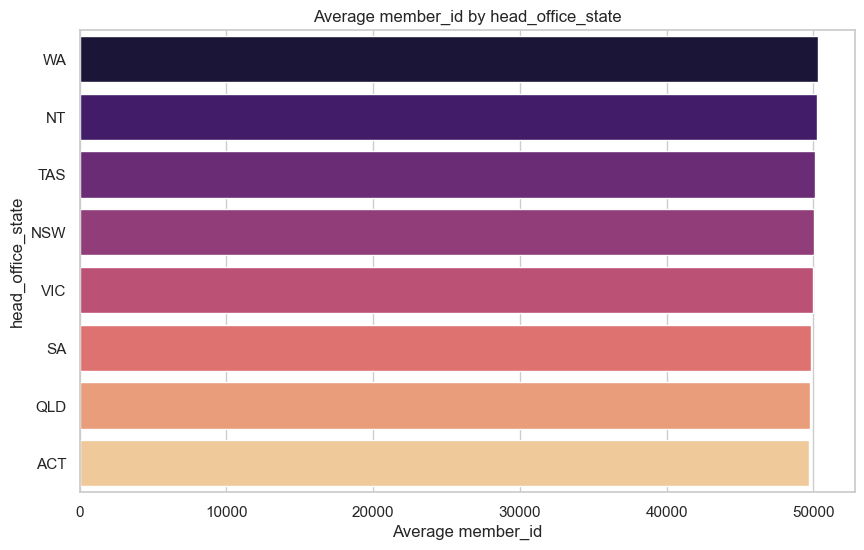 Average member_id by head_office_state
head_office_state
WA
NT
TAS
NSW
VIC
SA
QLD
ACT
0 10000 20000 30000 40000 50000
Average member_id